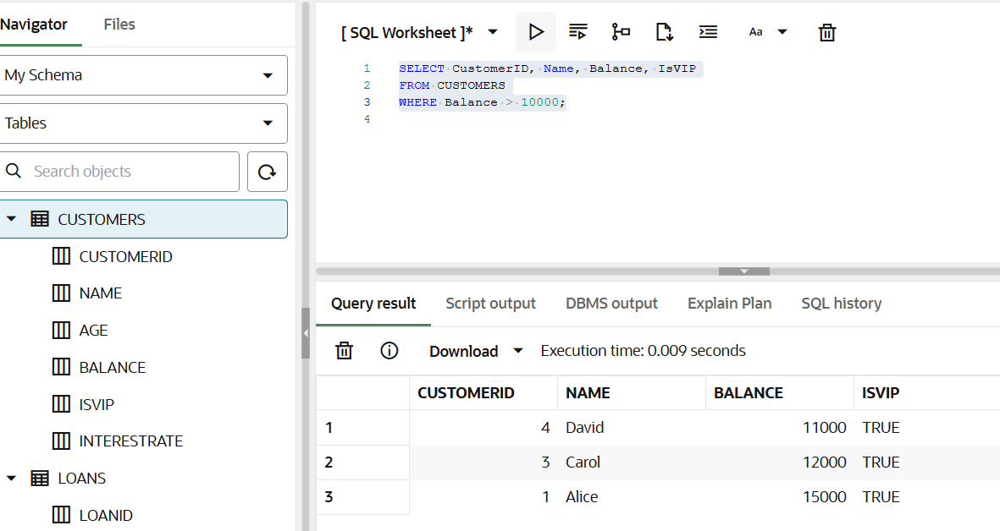 Navigator Files
My Schema
Tables
Search objects
CUSTOMERS
CUSTOMERID
NAME
AGE
BALANCE
ISVIP
INTERESTRATE
LOANS
LOANID
[ SQL Worksheet ]* Aa
1 SELECT CustomerID, Name, Balance, IsVIP
2 FROM CUSTOMERS
3 WHERE Balance > 10000;
4
Query result Script output DBMS output Explain Plan SQL history
Download Execution time: 0.009 seconds
CUSTOMERID NAME BALANCE ISVIP
1 4 David 11000 TRUE
2 3 Carol 12000 TRUE
3 1 Alice 15000 TRUE